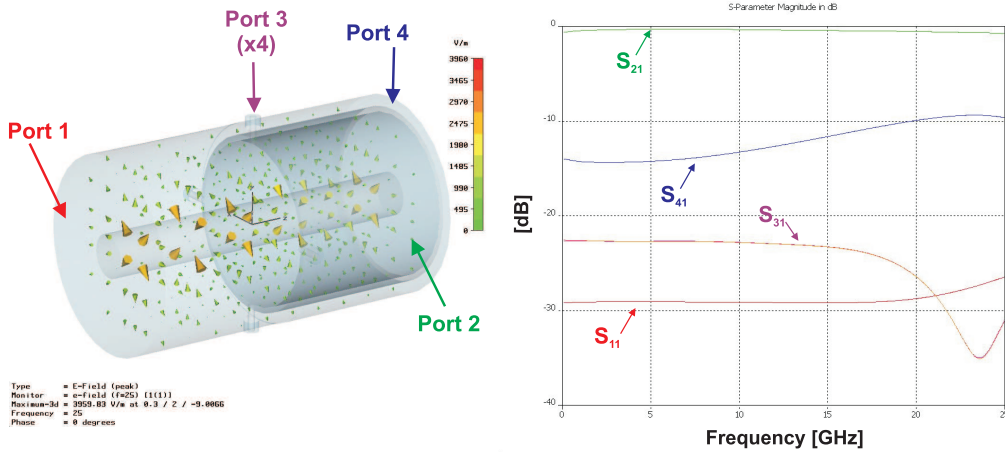 Port 3
(x4)
Port 4
Port 1
Port 2
V/m
3960
3465
2970
2475
1980
1485
990
495
0
Type = E-Field (peak)
Monitor = e-field (f=25) [1(1)]
Maximum-3d = 3959.83 V/m at 0.3 / 2 / -9.0066
Frequency = 25
Phase = 0 degrees
S-Parameter Magnitude in dB
S21
S41
S31
S11
[dB]
0
-10
-20
-30
-40
0 5 10 15 20 25
Frequency [GHz]